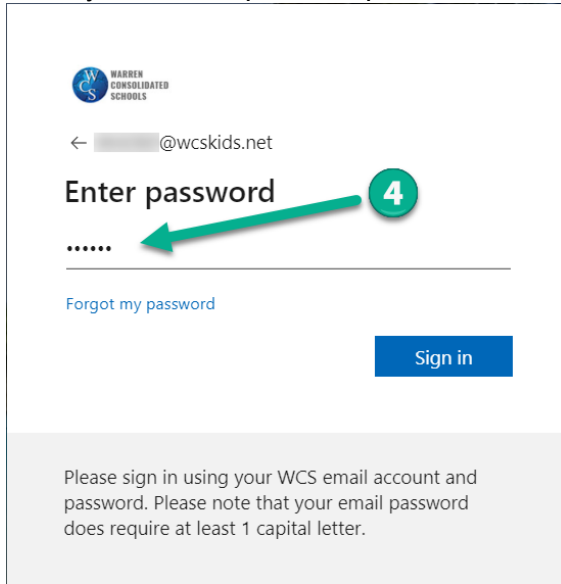 WARREN
CONSOLIDATED
SCHOOLS
WCS
← @wcskids.net
Enter password
4
••••••
Forgot my password
Sign in
Please sign in using your WCS email account and
password. Please note that your email password
does require at least 1 capital letter.